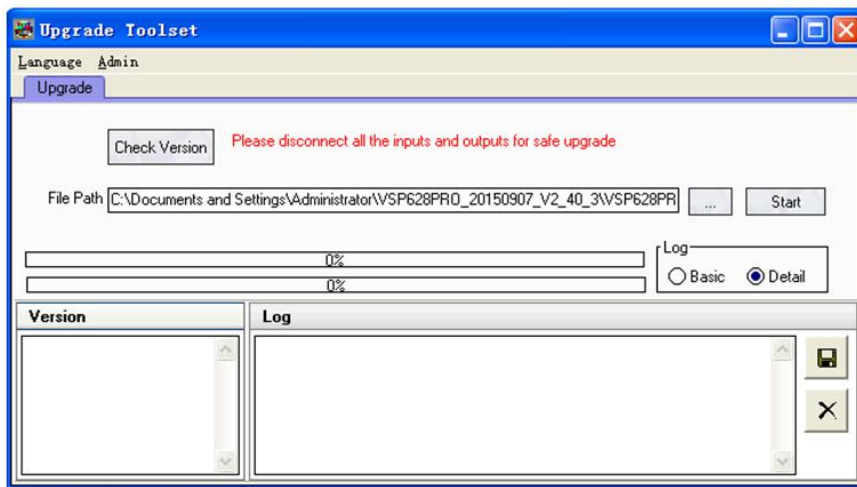 Upgrade Toolset
Language Admin
Upgrade
Check Version
Please disconnect all the inputs and outputs for safe upgrade
File Path C:\Documents and Settings\Administrator\VSP628PRO_20150907_V2_40_3\VSP628PR ... Start
Log
0%
Basic Detail
0%
Version Log